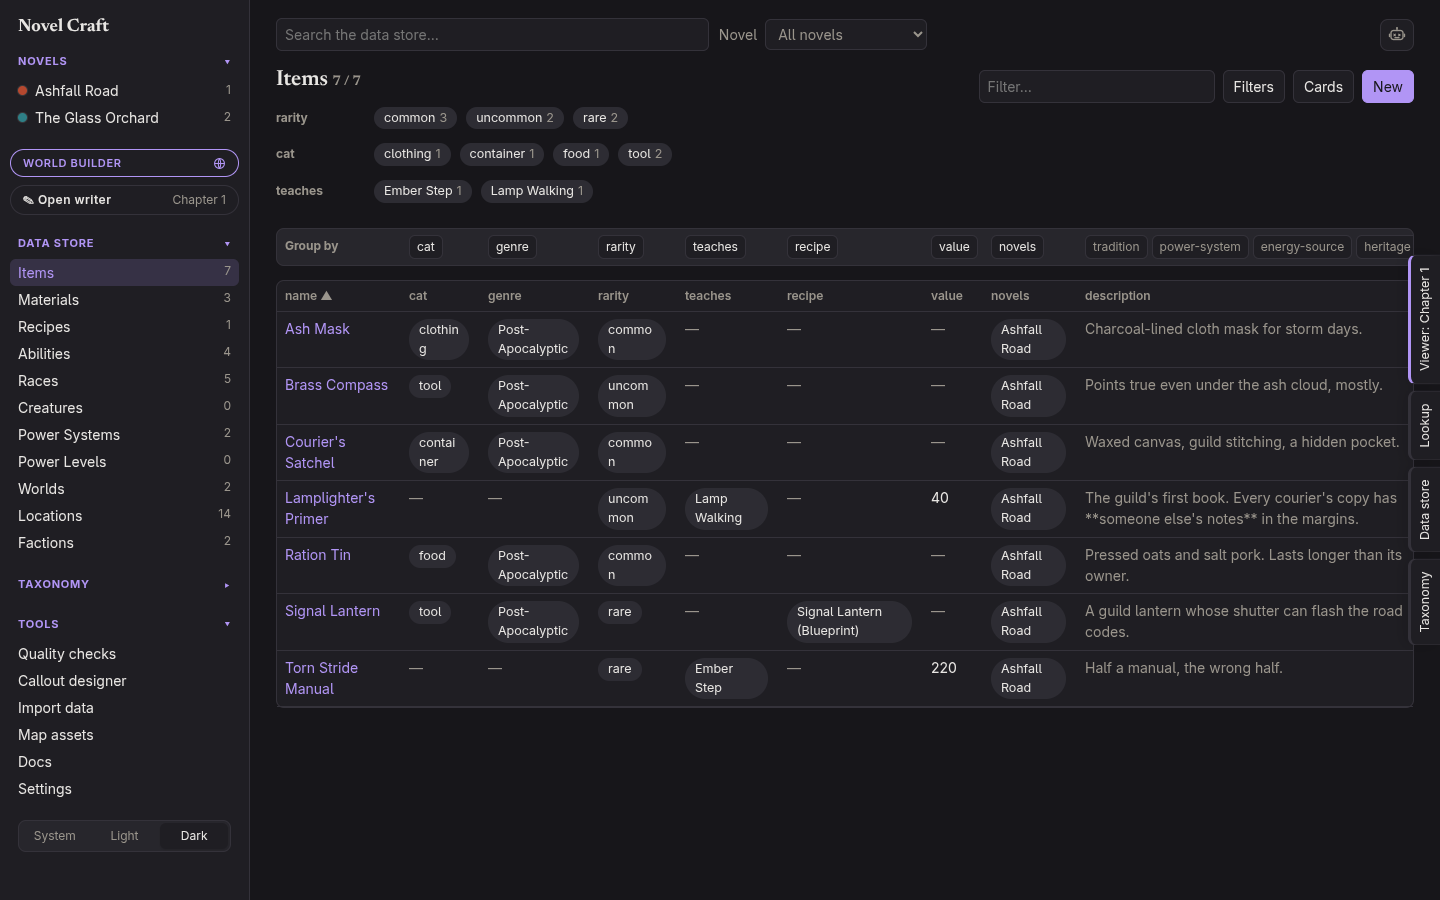 Novel Craft
NOVELS
Ashfall Road 1
The Glass Orchard 2
WORLD BUILDER
Open writer Chapter 1
DATA STORE
Items 7
Materials 3
Recipes 1
Abilities 4
Races 5
Creatures 0
Power Systems 2
Power Levels 0
Worlds 2
Locations 14
Factions 2
TAXONOMY
TOOLS
Quality checks
Callout designer
Import data
Map assets
Docs
Settings
System Light Dark
Search the data store... Novel All novels
Items 7 / 7
Filter... Filters Cards New
rarity common 3 uncommon 2 rare 2
cat clothing 1 container 1 food 1 tool 2
teaches Ember Step 1 Lamp Walking 1
Group by cat genre rarity teaches recipe value novels tradition power-system energy-source heritage
name ▲ cat genre rarity teaches recipe value novels description
Ash Mask clothin Post- commo — — — Ashfall Charcoal-lined cloth mask for storm days.
g Apocalyptic n Road
Brass Compass tool Post- uncom — — — Ashfall Points true even under the ash cloud, mostly.
Apocalyptic mon Road
Courier's contai Post- commo — — — Ashfall Waxed canvas, guild stitching, a hidden pocket.
Satchel ner Apocalyptic n Road
Lamplighter's — — uncom Lamp — 40 Ashfall The guild's first book. Every courier's copy has
Primer mon Walking Road **someone else's notes** in the margins.
Ration Tin food Post- commo — — — Ashfall Pressed oats and salt pork. Lasts longer than its
Apocalyptic n Road owner.
Signal Lantern tool Post- rare — Signal Lantern — Ashfall A guild lantern whose shutter can flash the road
Apocalyptic (Blueprint) Road codes.
Torn Stride — — rare Ember — 220 Ashfall Half a manual, the wrong half.
Manual Step Road
Viewer: Chapter 1
Lookup
Data store
Taxonomy